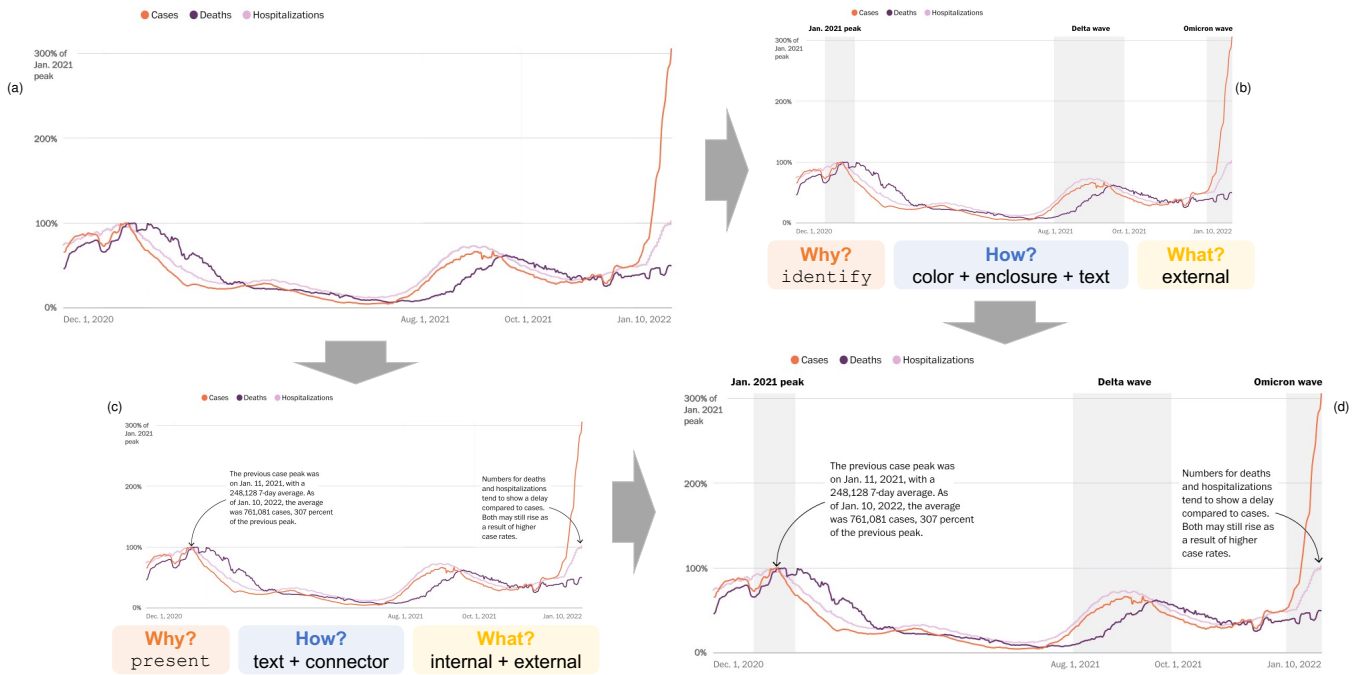 Cases Deaths Hospitalizations
(a)
300% of
Jan. 2021
peak
200%
100%
0%
Dec. 1, 2020 Aug. 1, 2021 Oct. 1, 2021 Jan. 10, 2022
Cases Deaths Hospitalizations
Jan. 2021 peak Delta wave Omicron wave
(b)
300% of
Jan. 2021
peak
200%
100%
0%
Dec. 1, 2020 Aug. 1, 2021 Oct. 1, 2021 Jan. 10, 2022
Why? How? What?
identify color + enclosure + text external
(c)
Cases Deaths Hospitalizations
300% of
Jan. 2021
peak
200%
100%
0%
The previous case peak was
on Jan. 11, 2021, with a
248,128 7-day average. As
of Jan. 10, 2022, the average
was 761,081 cases, 307 percent
of the previous peak.
Numbers for deaths
and hospitalizations
tend to show a delay
compared to cases.
Both may still rise as
a result of higher
case rates.
Dec. 1, 2020 Aug. 1, 2021 Oct. 1, 2021 Jan. 10, 2022
Why? How? What?
present text + connector internal + external
Cases Deaths Hospitalizations
Jan. 2021 peak Delta wave Omicron wave
(d)
300% of
Jan. 2021
peak
200%
100%
0%
The previous case peak was
on Jan. 11, 2021, with a
248,128 7-day average. As
of Jan. 10, 2022, the average
was 761,081 cases, 307 percent
of the previous peak.
Numbers for deaths
and hospitalizations
tend to show a delay
compared to cases.
Both may still rise as
a result of higher
case rates.
Dec. 1, 2020 Aug. 1, 2021 Oct. 1, 2021 Jan. 10, 2022